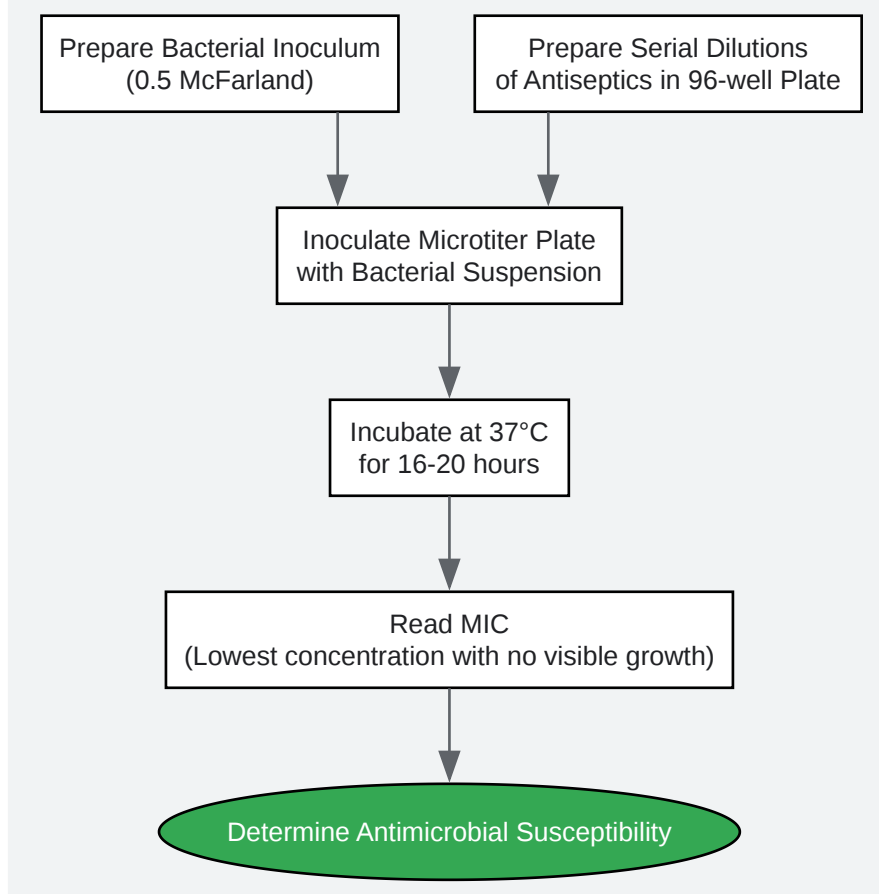 Prepare Bacterial Inoculum
(0.5 McFarland)
Prepare Serial Dilutions
of Antiseptics in 96-well Plate
Inoculate Microtiter Plate
with Bacterial Suspension
Incubate at 37°C
for 16-20 hours
Read MIC
(Lowest concentration with no visible growth)
Determine Antimicrobial Susceptibility